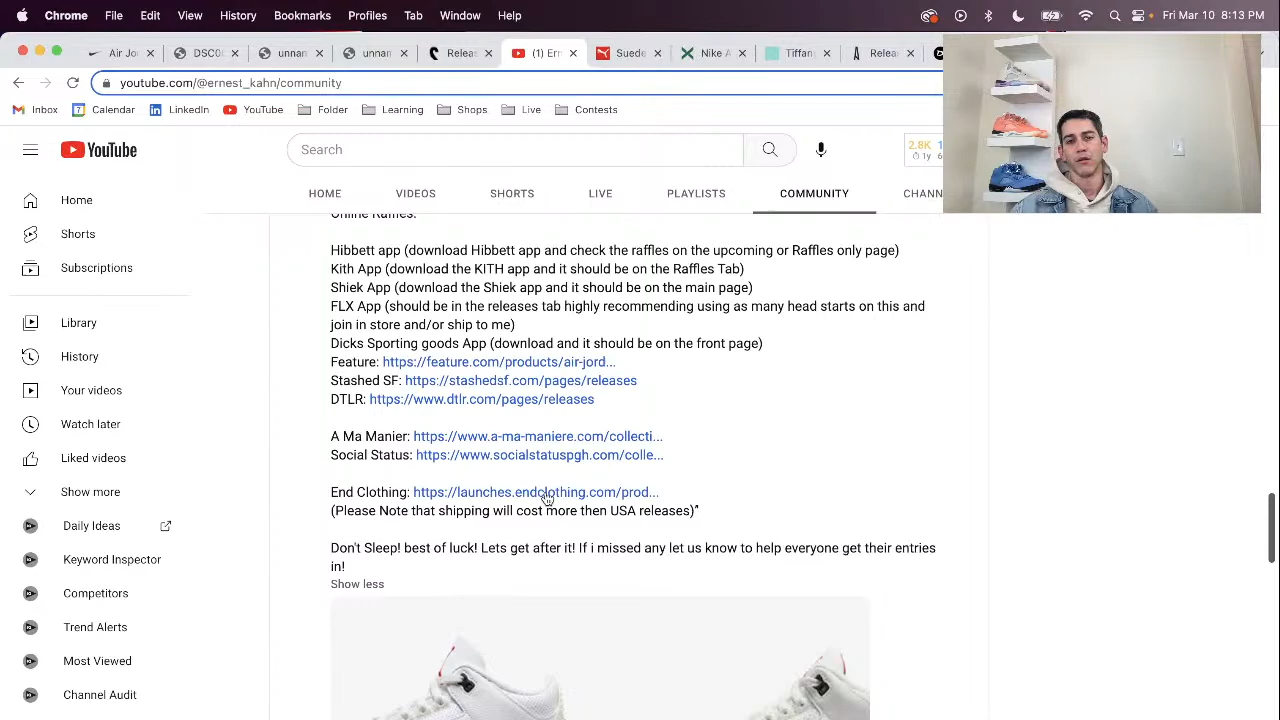 Chrome File Edit View History Bookmarks Profiles Tab Window Help Fri Mar 10 8:13 PM
Air Jo DSC0 unnan unnan Releas (1) Er Suede Nike A Tiffany Releas
youtube.com/@ernest_kahn/community
Inbox Calendar LinkedIn YouTube Folder Learning Shops Live Contests
YouTube Search 2.8K
1y
HOME VIDEOS SHORTS LIVE PLAYLISTS COMMUNITY CHANN
Home
Shorts
Subscriptions
Library
History
Your videos
Watch later
Liked videos
Show more
Daily Ideas
Keyword Inspector
Competitors
Trend Alerts
Most Viewed
Channel Audit
Online Raffles:
Hibbett app (download Hibbett app and check the raffles on the upcoming or Raffles only page)
Kith App (download the KITH app and it should be on the Raffles Tab)
Shiek App (download the Shiek app and it should be on the main page)
FLX App (should be in the releases tab highly recommending using as many head starts on this and
join in store and/or ship to me)
Dicks Sporting goods App (download and it should be on the front page)
Feature: https://feature.com/products/air-jord...
Stashed SF: https://stashedsf.com/pages/releases
DTLR: https://www.dtlr.com/pages/releases
A Ma Manier: https://www.a-ma-maniere.com/collecti...
Social Status: https://www.socialstatuspgh.com/colle...
End Clothing: https://launches.endclothing.com/prod...
(Please Note that shipping will cost more then USA releases)"
Don't Sleep! best of luck! Lets get after it! If i missed any let us know to help everyone get their entries
in!
Show less